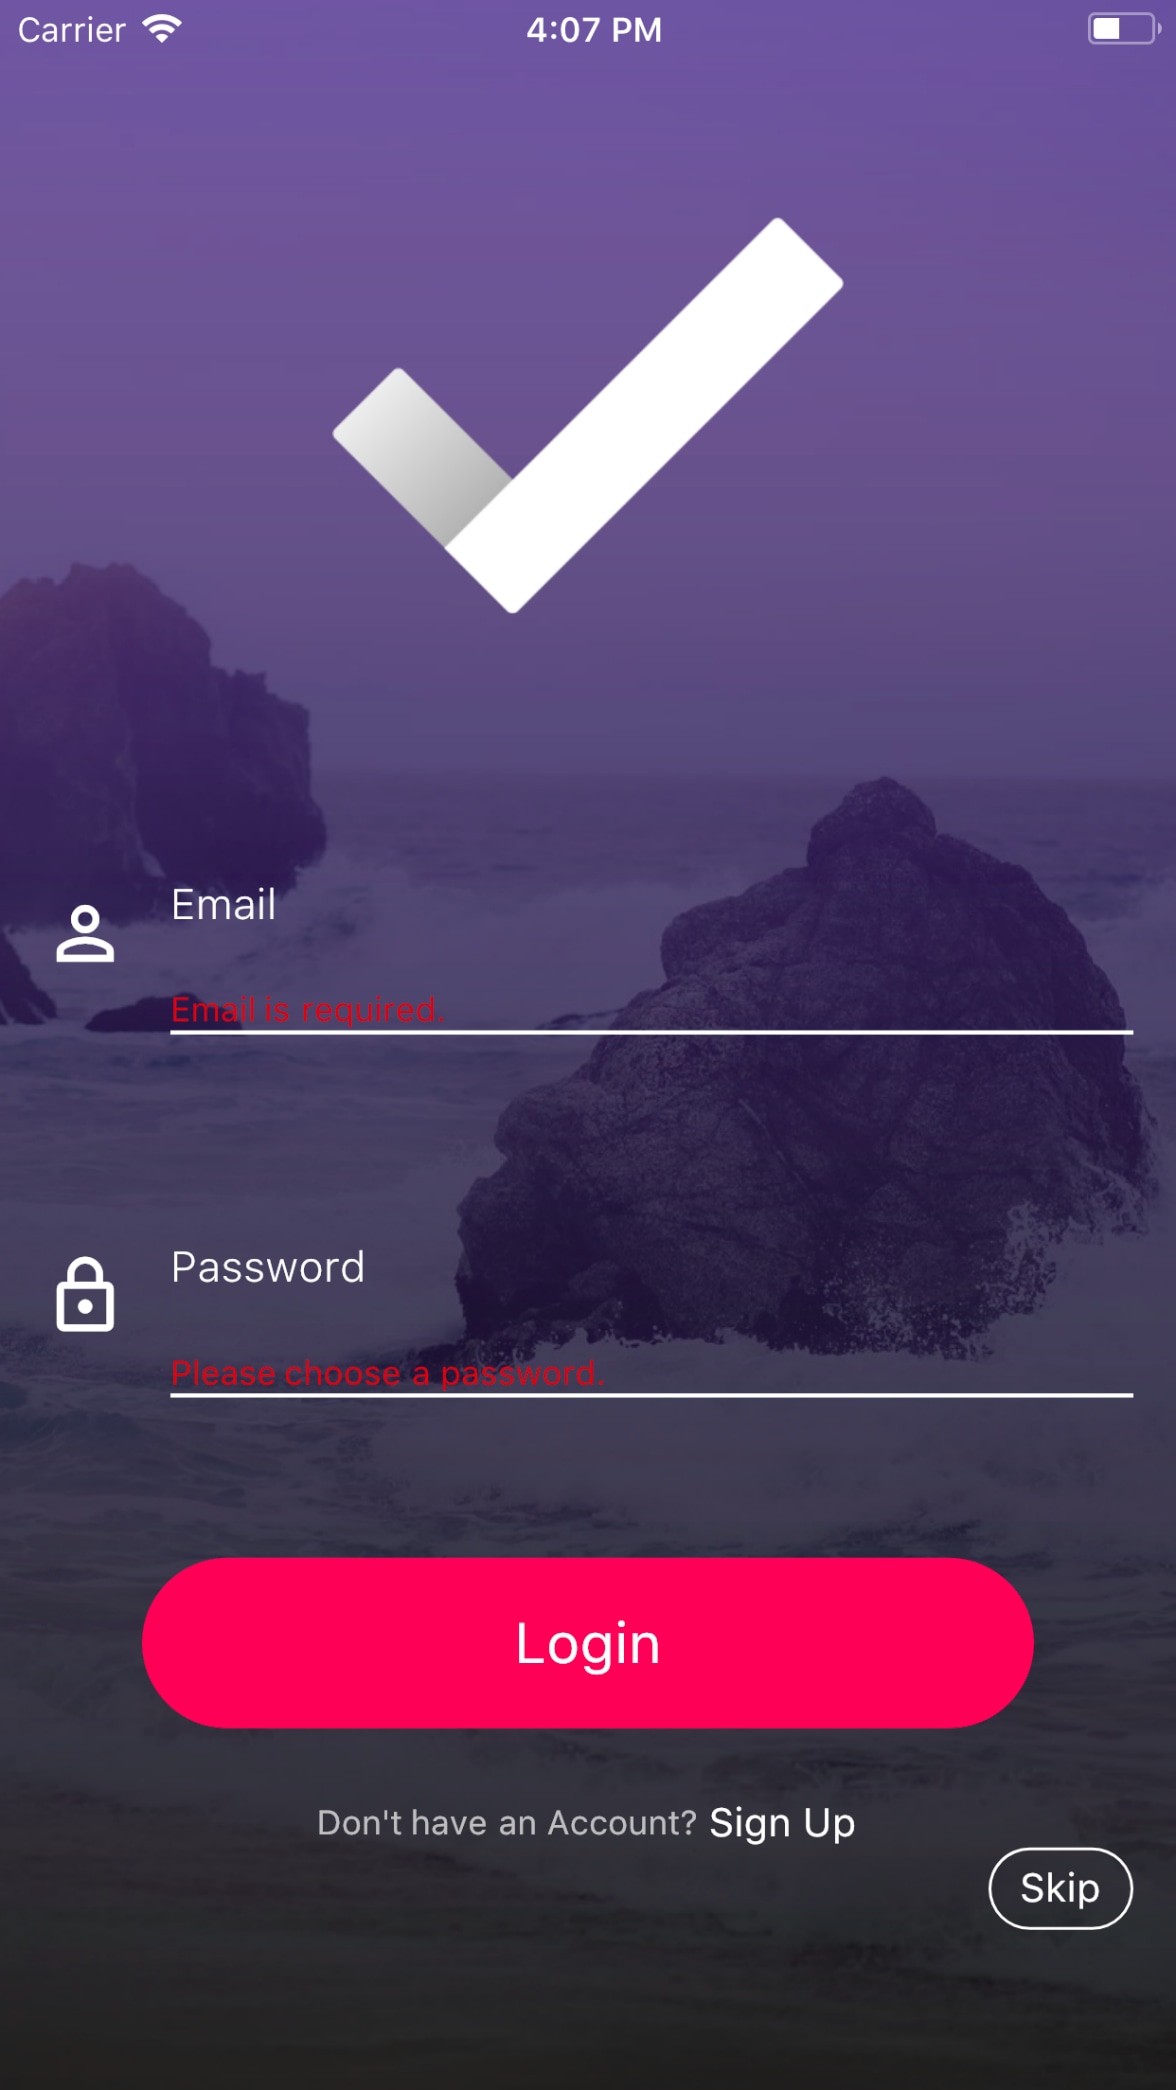 Carrier 4:07 PM
Email
Email is required.
Password
Please choose a password.
Login
Don't have an Account? Sign Up
Skip